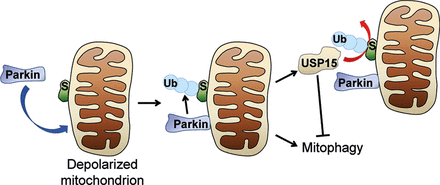 Parkin
S
Depolarized
mitochondrion
Ub
S
Parkin
USP15
Mitophagy
Ub
S
Parkin